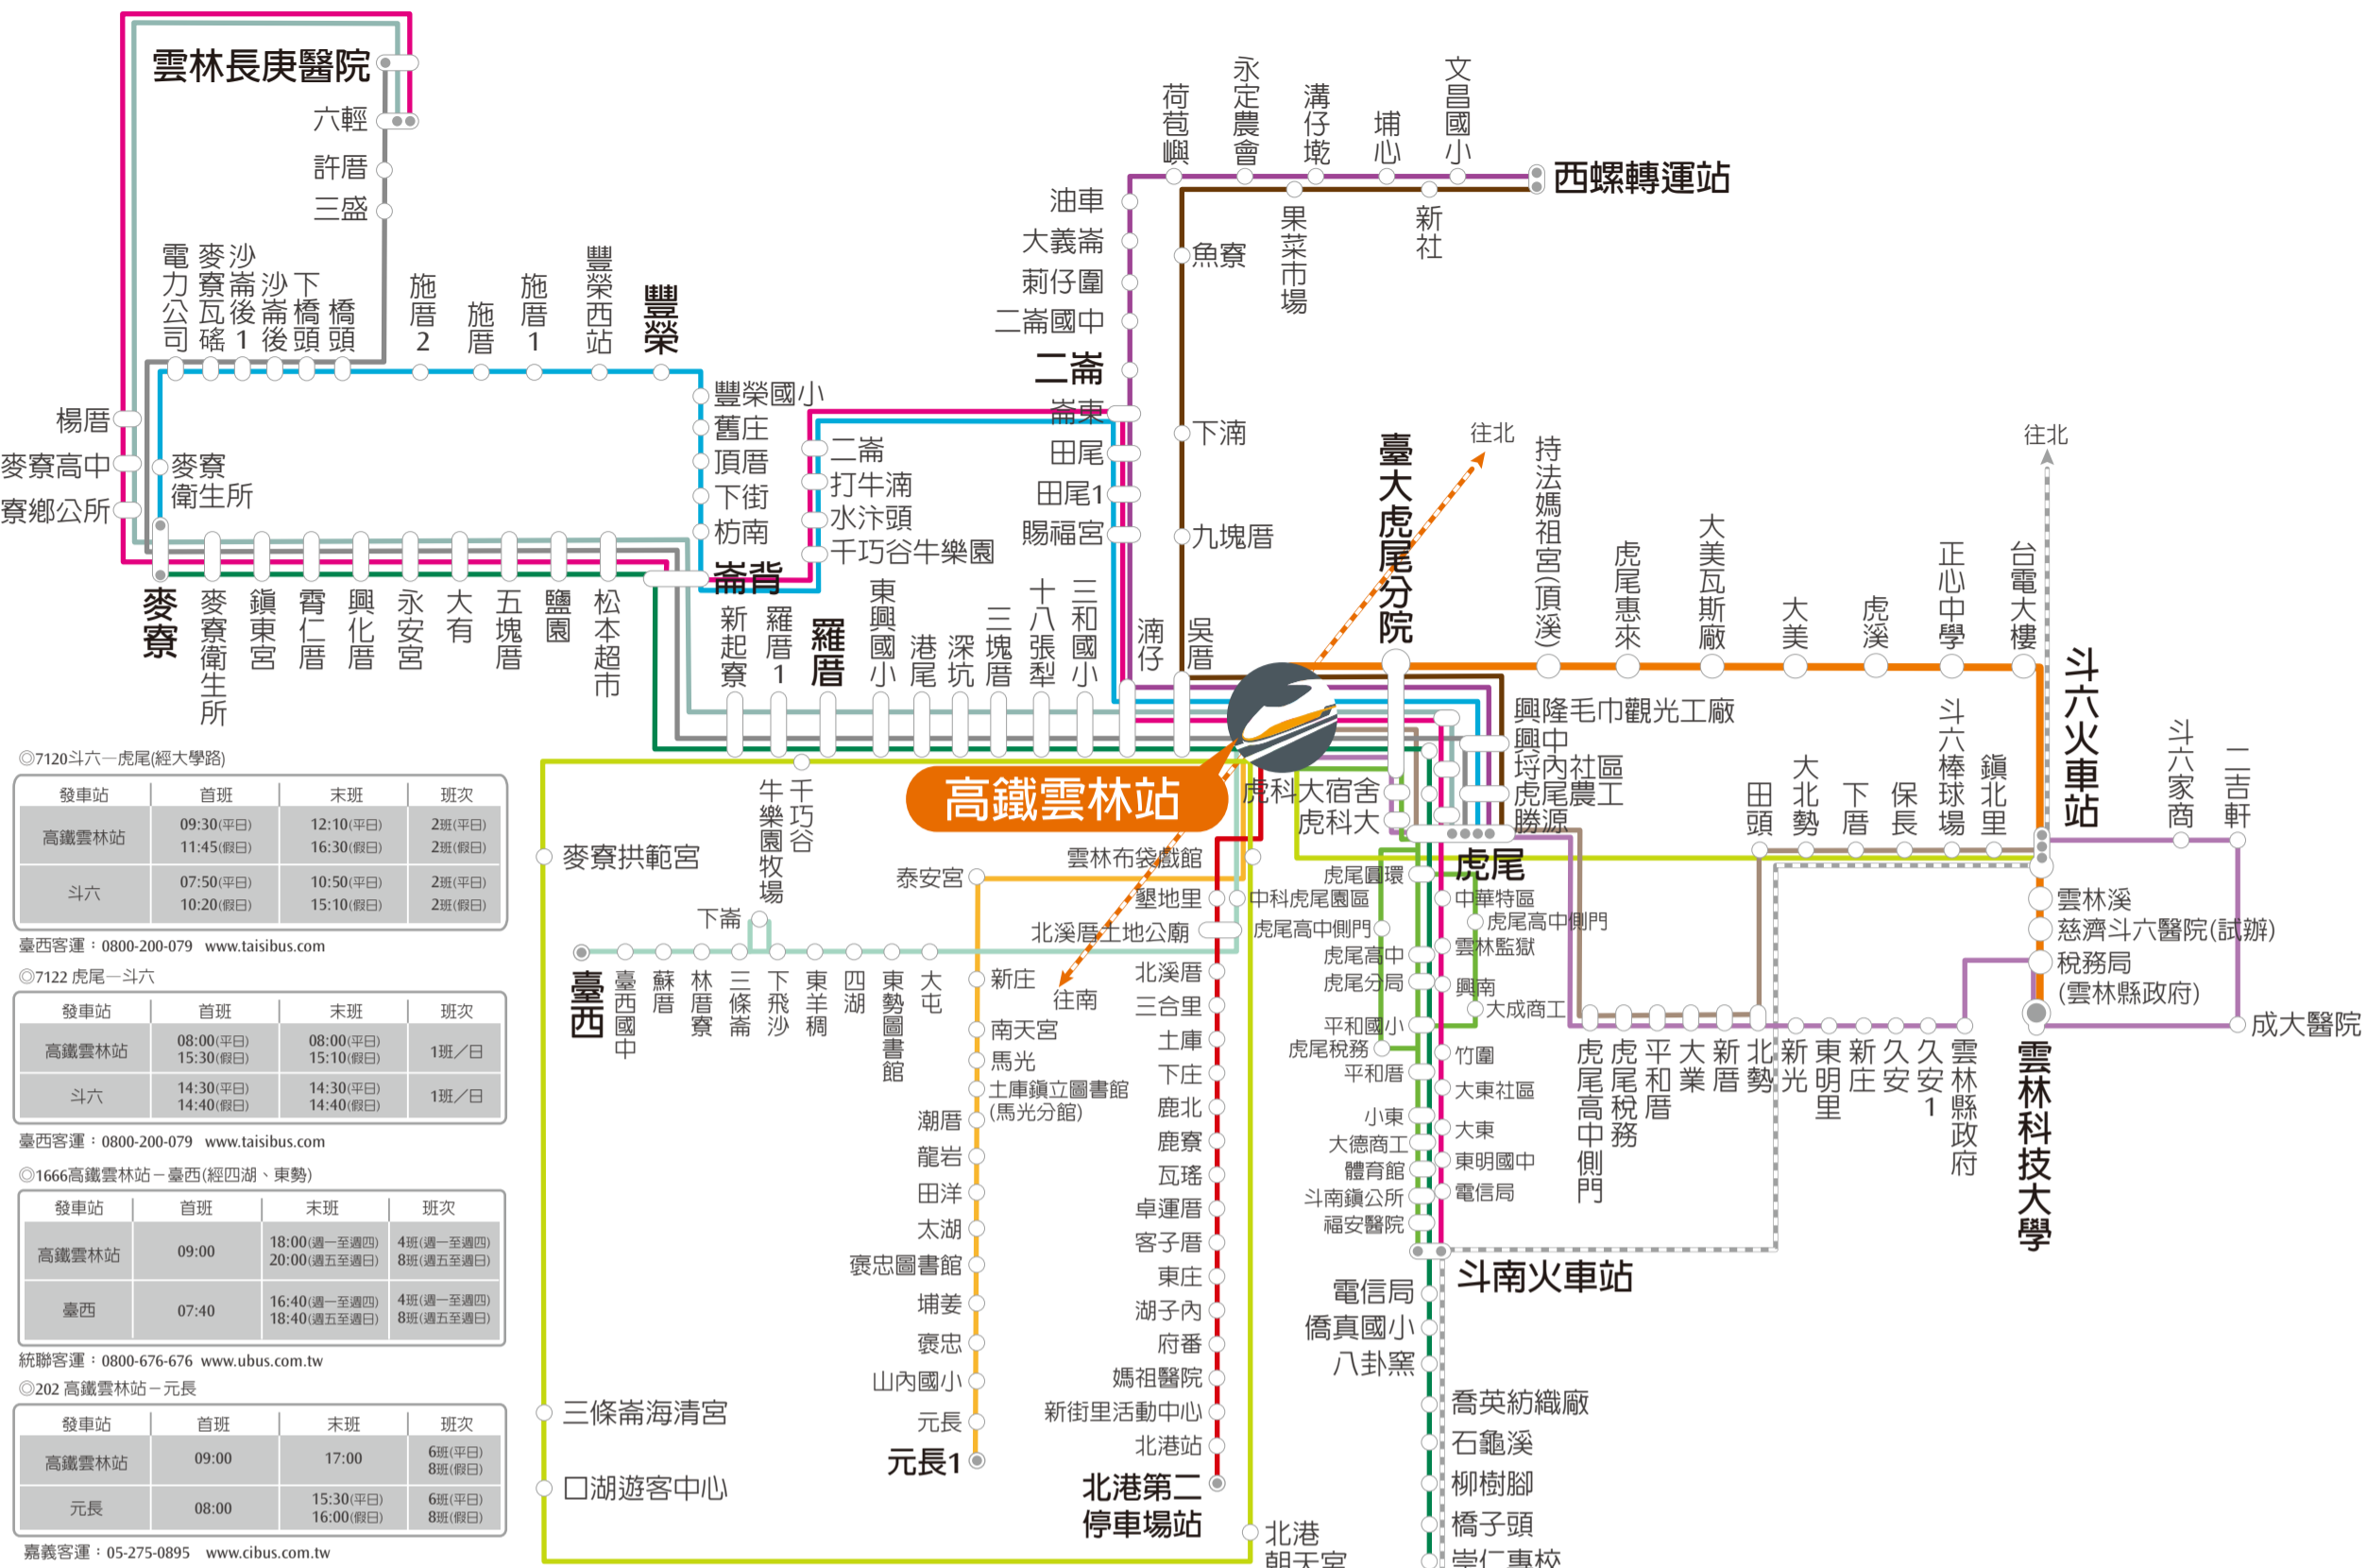 雲林長庚醫院
六輕
許厝
三盛
電力公司
麥寮瓦磘
沙崙後1
沙崙後
下橋頭
橋頭
施厝2
施厝
施厝1
豐榮西站
豐榮
楊厝
麥寮高中
寮鄉公所
麥寮
衛生所
豐榮國小
舊庄
頂厝
下街
枋南
二崙
打牛湳
水汴頭
千巧谷牛樂園
崙背
麥寮
麥寮衛生所
鎮東宮
霄仁厝
興化厝
永安宮
大有
五塊厝
鹽園
松本超市
新起寮
羅厝1
羅厝
東興國小
港尾
深坑
三塊厝
十八張犁
三和國小
湳仔
吳厝
油車
大義崙
莿仔圍
二崙國中
二崙
崙東
田尾
田尾1
賜福宮
荷苞嶼
永定農會
溝仔墘
埔心
文昌國小
西螺轉運站
果菜市場
新社
魚寮
下湳
九塊厝
往北
臺大虎尾分院
持法媽祖宮(頂溪)
虎尾惠來
大美瓦斯廠
大美
虎溪
正心中學
台電大樓
往北
斗六火車站
高鐵雲林站
興隆毛巾觀光工廠
興中
埒內社區
虎尾農工
勝源
虎尾
虎科大宿舍
虎科大
田頭
大北勢
下厝
保長
斗六棒球場
鎮北里
斗六家商
二吉軒
雲林溪
慈濟斗六醫院(試辦)
稅務局
(雲林縣政府)
成大醫院
雲林科技大學
虎尾高中側門
虎尾稅務
平和厝
大業
新厝
北勢
新光
東明里
新庄
久安
久安1
雲林縣政府
千巧谷
牛樂園牧場
麥寮拱範宮
三條崙海清宮
口湖遊客中心
北港
朝天宮
下崙
臺西
臺西國中
蘇厝
林厝寮
三條崙
下飛沙
東羊稠
四湖
東勢圖書館
大屯
泰安宮
新庄
往南
南天宮
馬光
土庫鎮立圖書館
(馬光分館)
潮厝
龍岩
田洋
太湖
褒忠圖書館
埔姜
褒忠
山內國小
元長
元長1
雲林布袋戲館
墾地里
中科虎尾園區
北溪厝土地公廟
北溪厝
三合里
土庫
下庄
鹿北
鹿寮
瓦磘
卓運厝
客子厝
東庄
湖子內
府番
媽祖醫院
新街里活動中心
北港站
北港第二
停車場站
虎尾圓環
虎尾高中側門
虎尾高中
虎尾分局
平和國小
虎尾稅務
平和厝
小東
大德商工
體育館
斗南鎮公所
福安醫院
中華特區
虎尾高中側門
雲林監獄
興南
大成商工
竹圍
大東社區
大東
東明國中
電信局
斗南火車站
電信局
僑真國小
八卦窯
喬英紡織廠
石龜溪
柳樹腳
橋子頭
崇仁專校
◎7120斗六—虎尾(經大學路)
發車站 首班 末班 班次
高鐵雲林站 09:30(平日) 12:10(平日) 2班(平日)
11:45(假日) 16:30(假日) 2班(假日)
斗六 07:50(平日) 10:50(平日) 2班(平日)
10:20(假日) 15:10(假日) 2班(假日)
臺西客運：0800-200-079 www.taisibus.com
◎7122 虎尾—斗六
發車站 首班 末班 班次
高鐵雲林站 08:00(平日) 08:00(平日) 1班／日
15:30(假日) 15:10(假日)
斗六 14:30(平日) 14:30(平日) 1班／日
14:40(假日) 14:40(假日)
臺西客運：0800-200-079 www.taisibus.com
◎1666高鐵雲林站－臺西(經四湖、東勢)
發車站 首班 末班 班次
高鐵雲林站 09:00 18:00(週一至週四) 4班(週一至週四)
20:00(週五至週日) 8班(週五至週日)
臺西 07:40 16:40(週一至週四) 4班(週一至週四)
18:40(週五至週日) 8班(週五至週日)
統聯客運：0800-676-676 www.ubus.com.tw
◎202 高鐵雲林站－元長
發車站 首班 末班 班次
高鐵雲林站 09:00 17:00 6班(平日)
8班(假日)
元長 08:00 15:30(平日) 6班(平日)
16:00(假日) 8班(假日)
嘉義客運：05-275-0895 www.cibus.com.tw